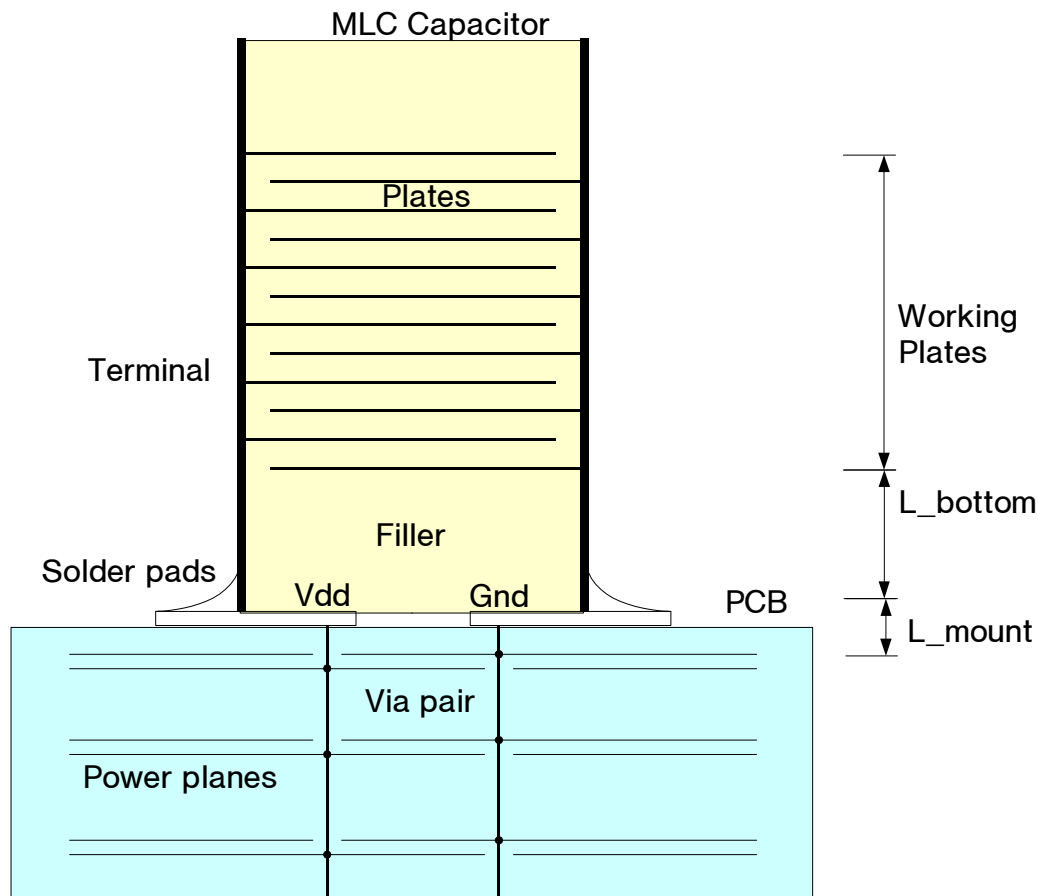 MLC Capacitor
Plates
Working
Plates
Terminal
L_bottom
Filler
Solder pads
Vdd
Gnd
PCB
L_mount
Via pair
Power planes